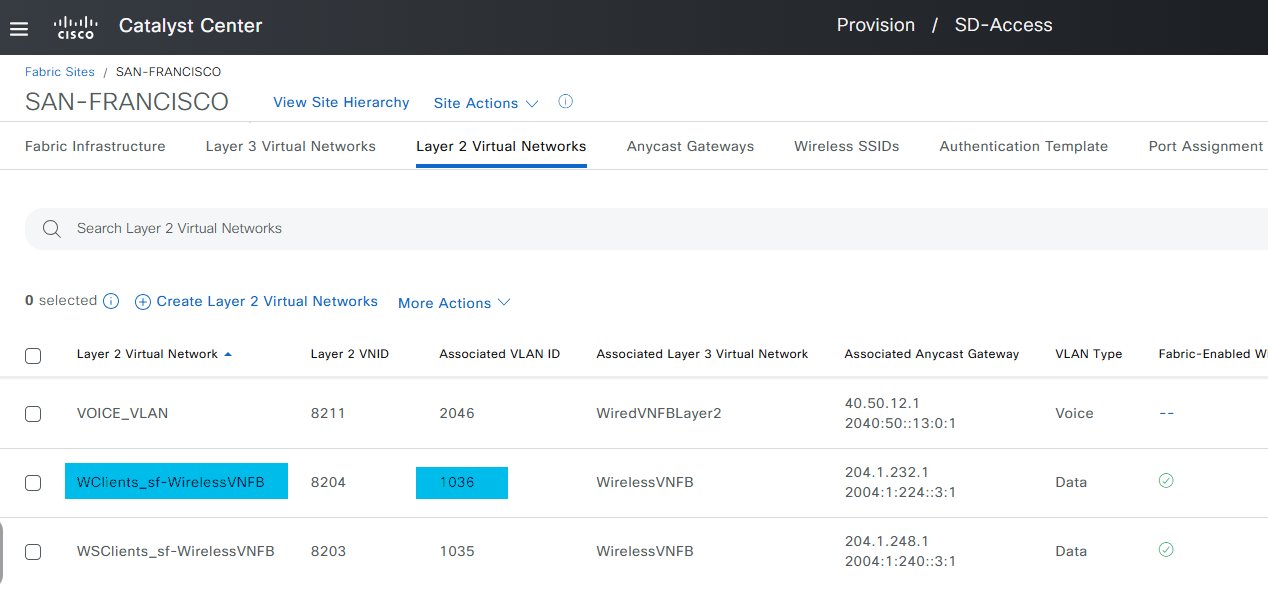 cisco Catalyst Center Provision / SD-Access
Fabric Sites / SAN-FRANCISCO
SAN-FRANCISCO View Site Hierarchy Site Actions
Fabric Infrastructure Layer 3 Virtual Networks Layer 2 Virtual Networks Anycast Gateways Wireless SSIDs Authentication Template Port Assignment
Search Layer 2 Virtual Networks
0 selected Create Layer 2 Virtual Networks More Actions
Layer 2 Virtual Network Layer 2 VNID Associated VLAN ID Associated Layer 3 Virtual Network Associated Anycast Gateway VLAN Type Fabric-Enabled
VOICE_VLAN 8211 2046 WiredVNFBLayer2 40.50.12.1 Voice --
2040:50::13:0:1
WClients_sf-WirelessVNFB 8204 1036 WirelessVNFB 204.1.232.1 Data
2004:1:224::3:1
WSClients_sf-WirelessVNFB 8203 1035 WirelessVNFB 204.1.248.1 Data
2004:1:240::3:1